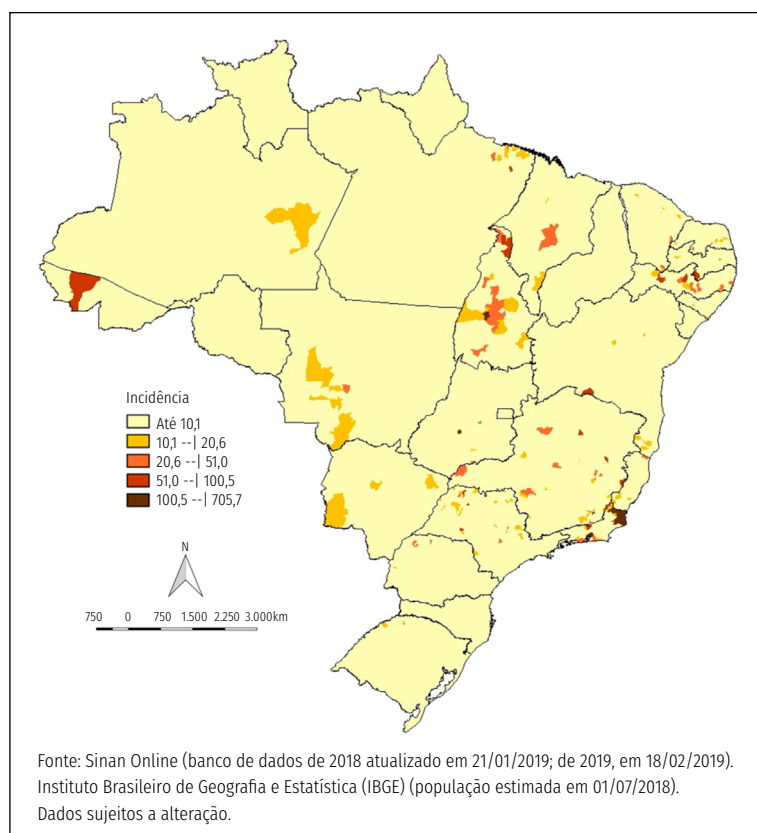 Incidência
Até 10,1
10,1 --| 20,6
20,6 --| 51,0
51,0 --| 100,5
100,5 --| 705,7
N
750 0 750 1.500 2.250 3.000km
Fonte: Sinan Online (banco de dados de 2018 atualizado em 21/01/2019; de 2019, em 18/02/2019).
Instituto Brasileiro de Geografia e Estatística (IBGE) (população estimada em 01/07/2018).
Dados sujeitos a alteração.